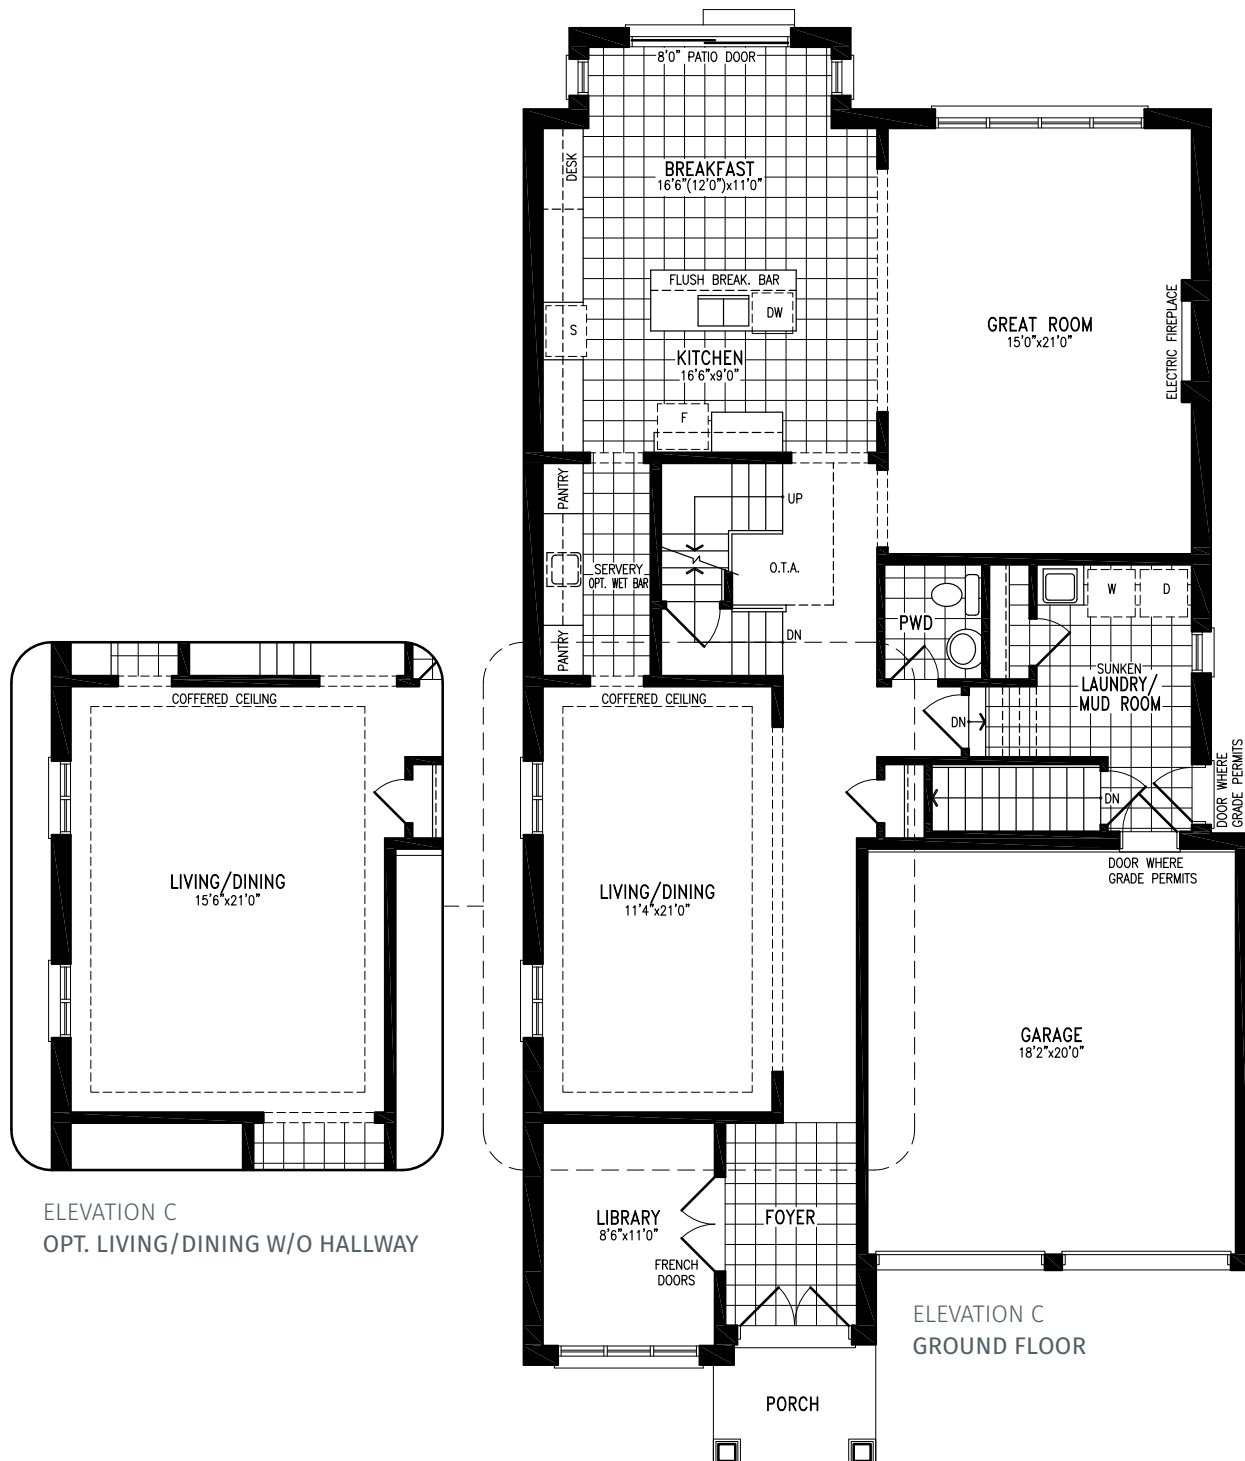 8'0" PATIO DOOR
DESK
BREAKFAST
16'6"(12'0")x11'0"
FLUSH BREAK. BAR
DW
S
KITCHEN
16'6"x9'0"
F
GREAT ROOM
15'0"x21'0"
ELECTRIC FIREPLACE
PANTRY
UP
SERVERY
OPT. WET BAR
O.T.A.
PANTRY
DN
PWD
W
D
SUNKEN
LAUNDRY/
MUD ROOM
DN
DN
DOOR WHERE
GRADE PERMITS
DOOR WHERE
GRADE PERMITS
COFFERED CEILING
LIVING/DINING
15'6"x21'0"
COFFERED CEILING
LIVING/DINING
11'4"x21'0"
GARAGE
18'2"x20'0"
ELEVATION C
OPT. LIVING/DINING W/O HALLWAY
LIBRARY
8'6"x11'0"
FRENCH
DOORS
FOYER
ELEVATION C
GROUND FLOOR
PORCH